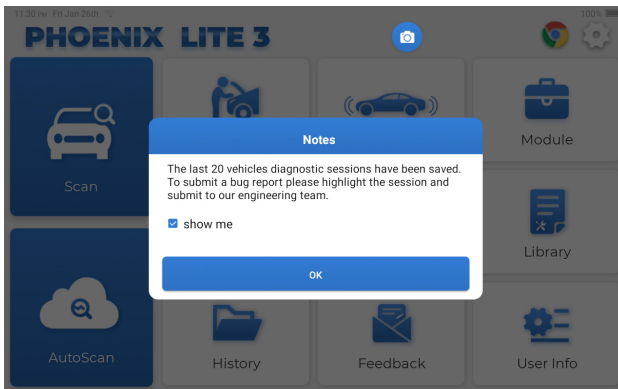 11:30 PM Fri Jan 26th
100%
PHOENIX LITE 3
Notes
The last 20 vehicles diagnostic sessions have been saved.
To submit a bug report please highlight the session and
submit to our engineering team.
show me
OK
Scan
Module
Library
AutoScan
History
Feedback
User Info